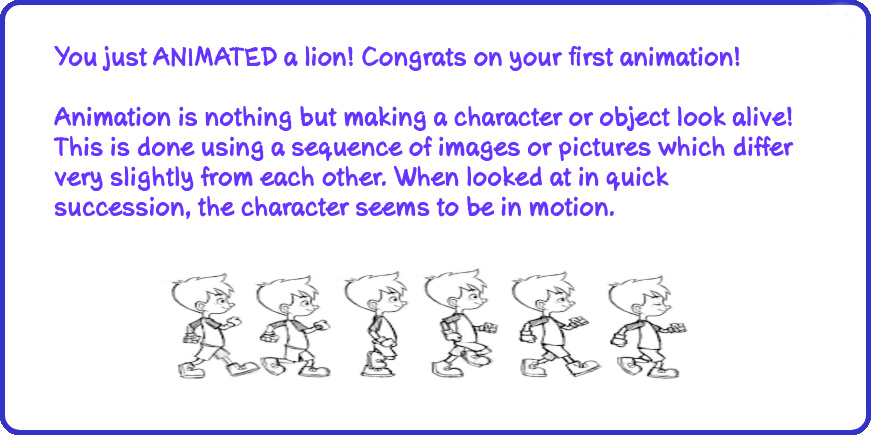 You just ANIMATED a lion! Congrats on your first animation!
Animation is nothing but making a character or object look alive!
This is done using a sequence of images or pictures which differ
very slightly from each other. When looked at in quick
succession, the character seems to be in motion.